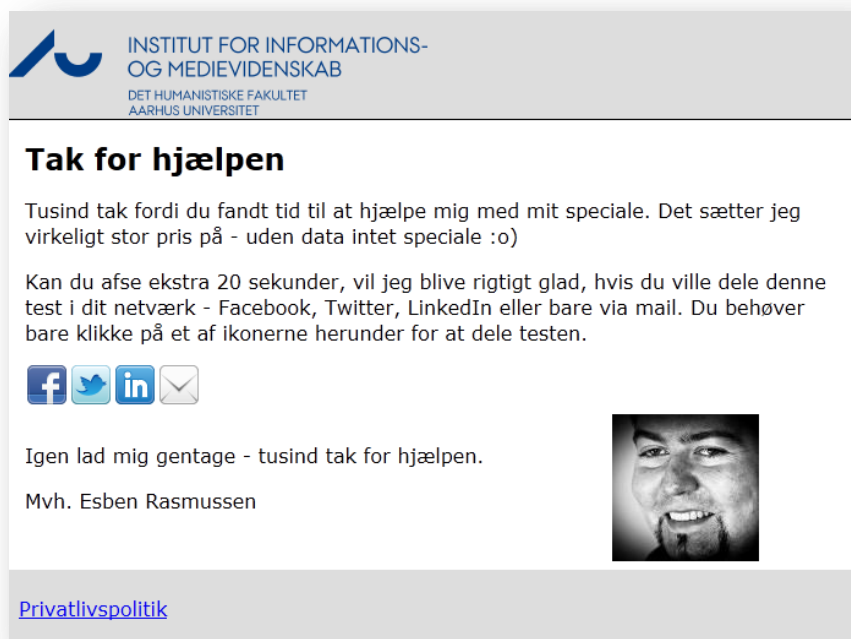 INSTITUT FOR INFORMATIONS-
OG MEDIEVIDENSKAB
DET HUMANISTISKE FAKULTET
AARHUS UNIVERSITET
Tak for hjælpen
Tusind tak fordi du fandt tid til at hjælpe mig med mit speciale. Det sætter jeg
virkeligt stor pris på - uden data intet speciale :o)
Kan du afse ekstra 20 sekunder, vil jeg blive rigtigt glad, hvis du ville dele denne
test i dit netværk - Facebook, Twitter, LinkedIn eller bare via mail. Du behøver
bare klikke på et af ikonerne herunder for at dele testen.
f in
Igen lad mig gentage - tusind tak for hjælpen.
Mvh. Esben Rasmussen
Privatlivspolitik